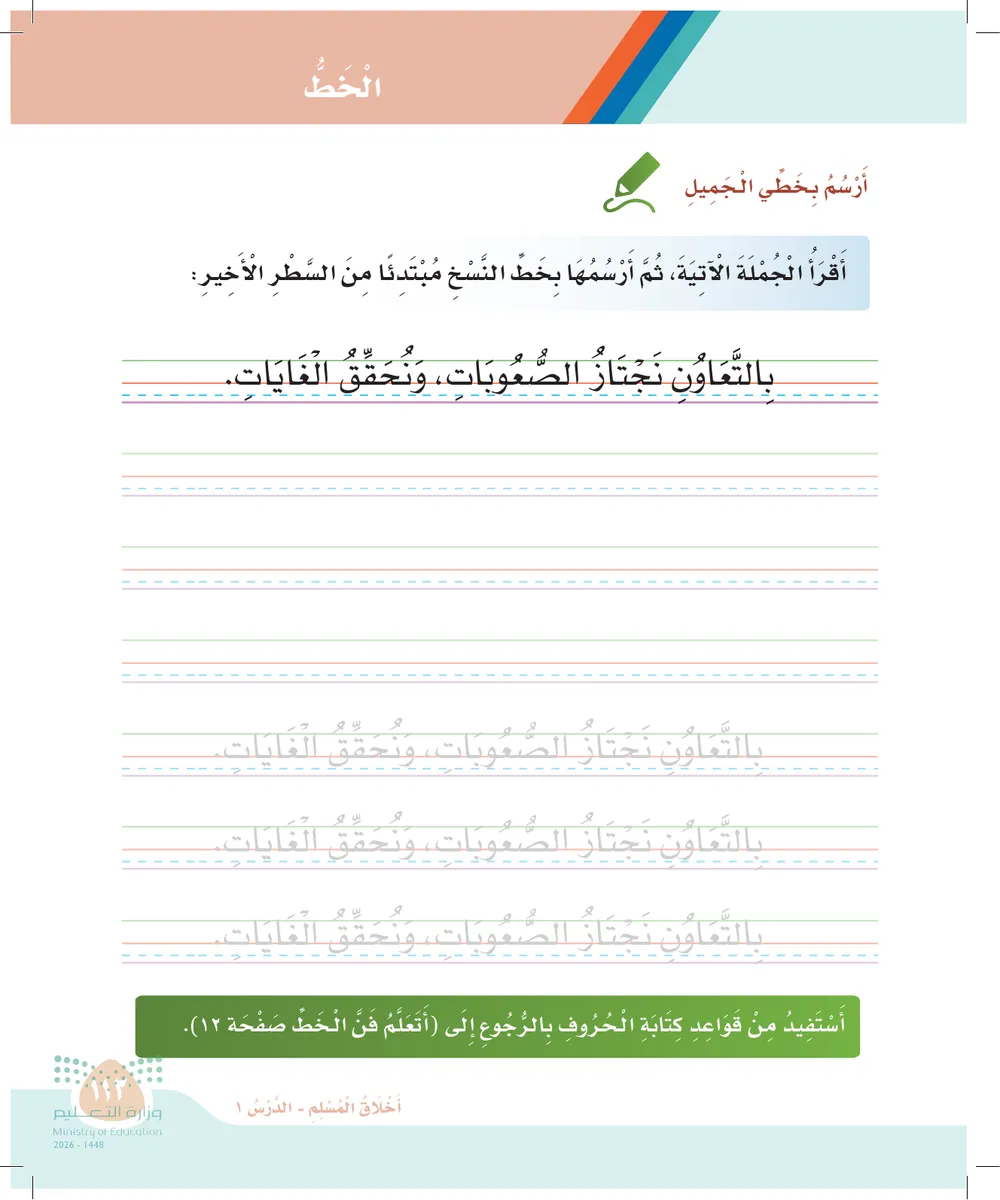 الْخَطُّ
أَرْسُمُ بِخَطِّي الْجَمِيلِ
أَقْرَأُ الْجُمْلَةَ الْآتِيَةَ، ثُمَّ أَرْسُمُهَا بِخَطِّ النَّسْخِ مُبْتَدِئًا مِنَ السَّطْرِ الْأَخِيرِ:
بِالتَّعَاوُنِ نَجْتَازُ الصُّعُوبَاتِ، وَنُحَقِّقُ الْغَايَاتِ.
بِالتَّعَاوُنِ نَجْتَازُ الصُّعُوبَاتِ، وَنُحَقِّقُ الْغَايَاتِ.
بِالتَّعَاوُنِ نَجْتَازُ الصُّعُوبَاتِ، وَنُحَقِّقُ الْغَايَاتِ.
بِالتَّعَاوُنِ نَجْتَازُ الصُّعُوبَاتِ، وَنُحَقِّقُ الْغَايَاتِ.
أَسْتَفِيدُ مِنْ قَوَاعِدِ كِتَابَةِ الْحُرُوفِ بِالرُّجُوعِ إِلَى (أَتَعَلَّمُ فَنَّ الْخَطِّ صَفْحَة ١٢).
أَخْلَاقُ الْمُسْلِمِ - الدَّرْسُ ١
١١٣
وزارة التعليم
Ministry of Education
2026 - 1448